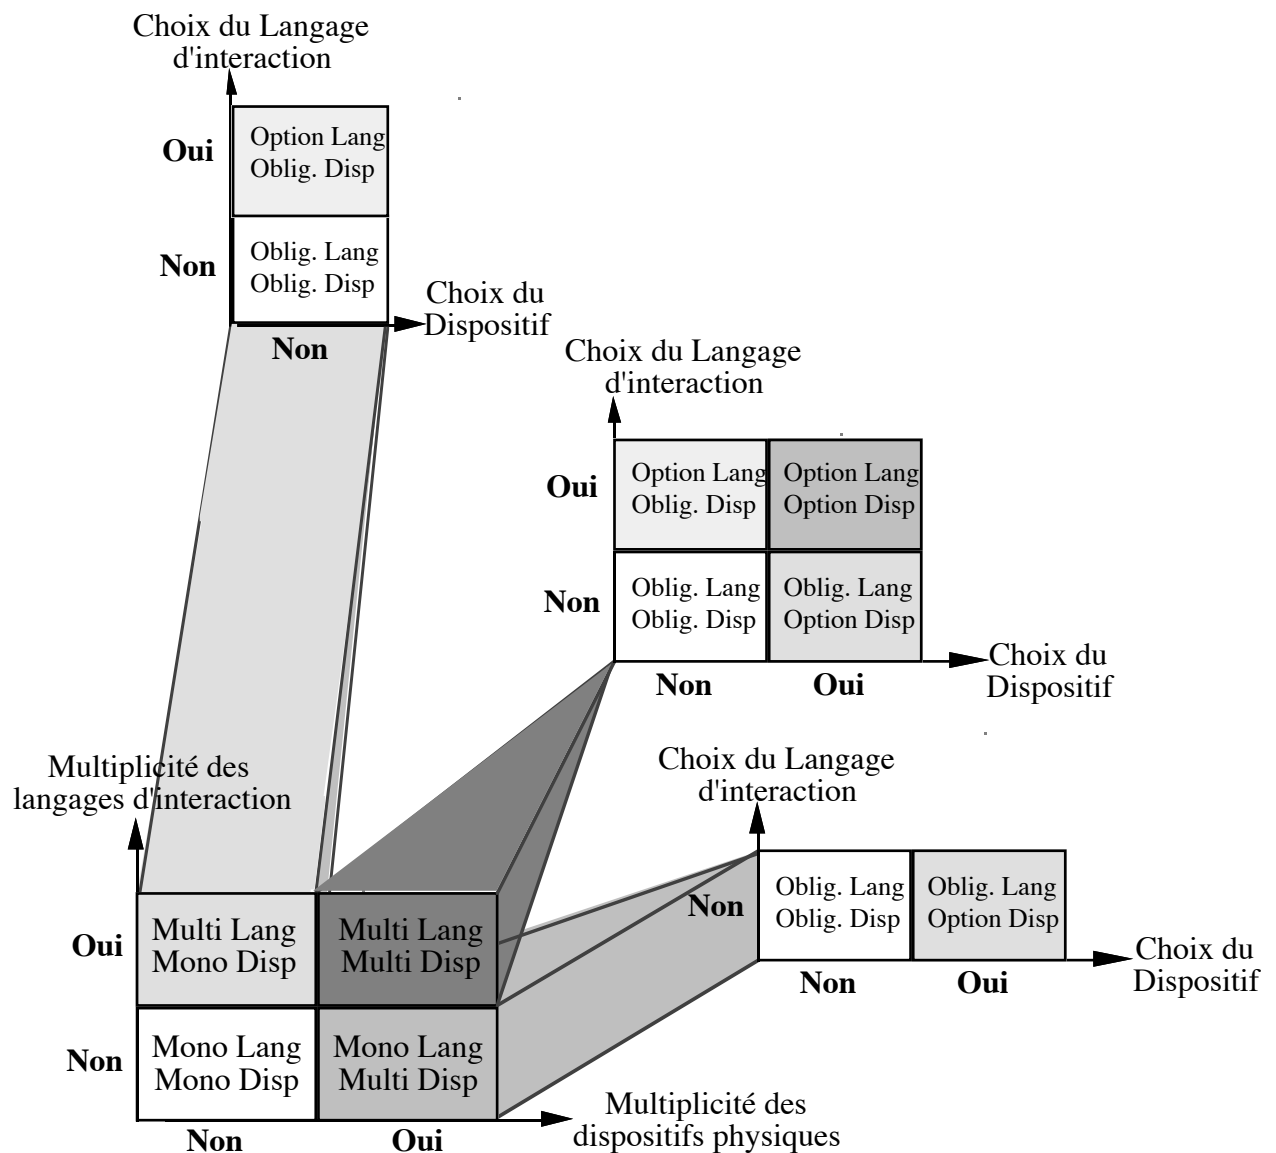 Choix du Langage
d'interaction
Oui
Option Lang
Oblig. Disp
Non
Oblig. Lang
Oblig. Disp
Choix du
Dispositif
Non
Choix du Langage
d'interaction
Oui
Option Lang
Oblig. Disp
Option Lang
Option Disp
Non
Oblig. Lang
Oblig. Disp
Oblig. Lang
Option Disp
Choix du
Dispositif
Non
Oui
Choix du Langage
d'interaction
Non
Oblig. Lang
Oblig. Disp
Oblig. Lang
Option Disp
Choix du
Dispositif
Non
Oui
Multiplicité des
langages d'interaction
Oui
Multi Lang
Mono Disp
Multi Lang
Multi Disp
Non
Mono Lang
Mono Disp
Mono Lang
Multi Disp
Multiplicité des
dispositifs physiques
Non
Oui